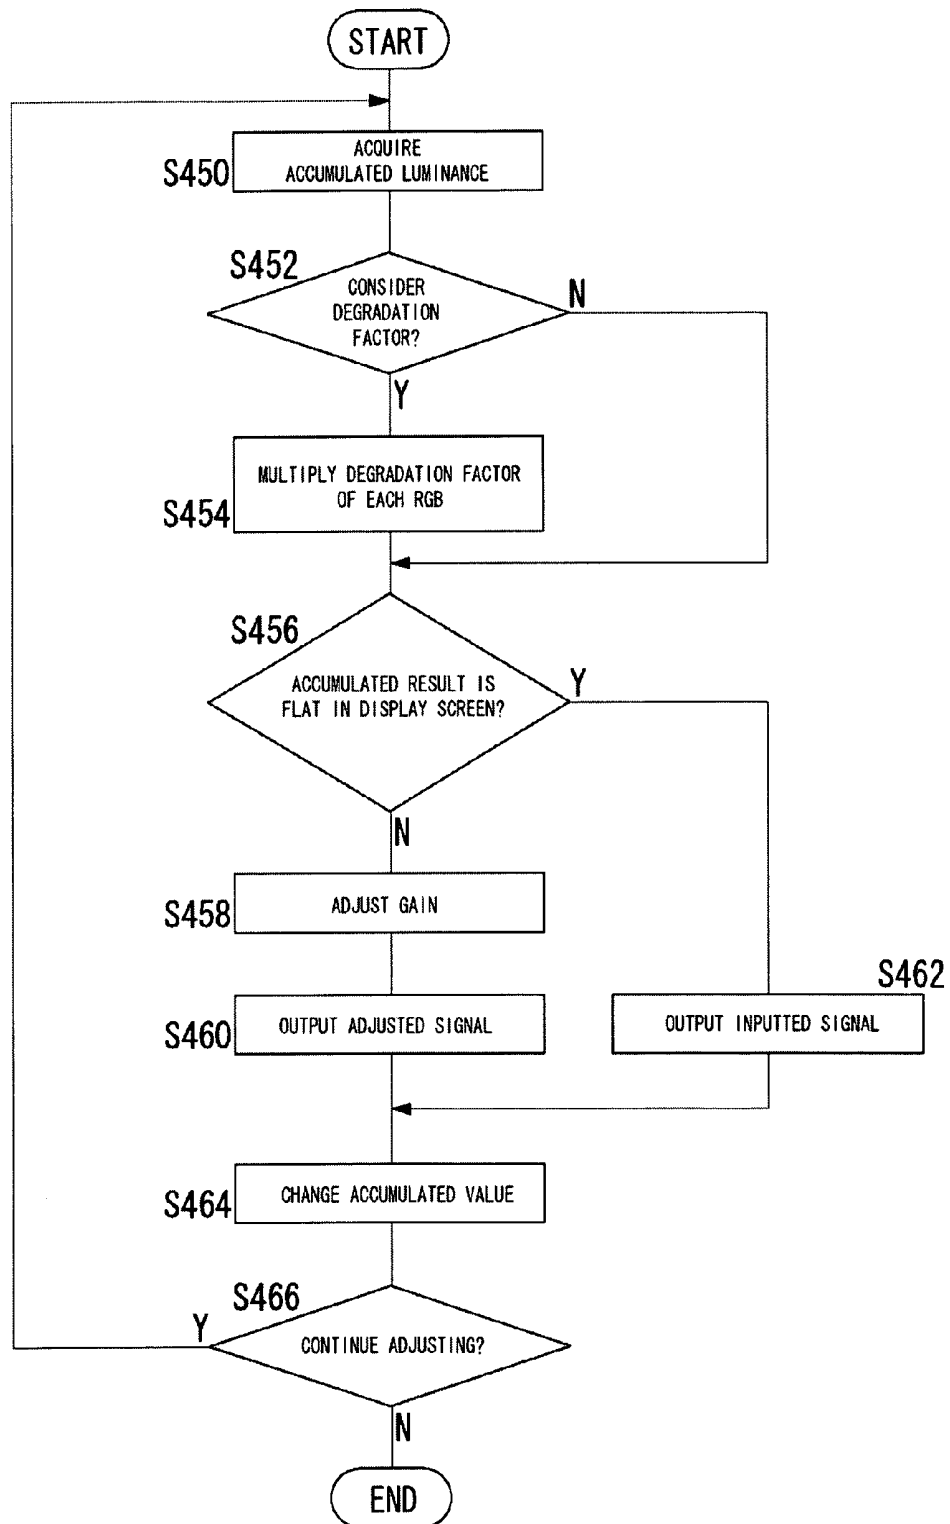 START
ACQUIRE
ACCUMULATED LUMINANCE
S450
S452
CONSIDER
DEGRADATION
FACTOR?
N
Y
MULTIPLY DEGRADATION FACTOR
OF EACH RGB
S454
S456
ACCUMULATED RESULT IS
FLAT IN DISPLAY SCREEN?
Y
N
ADJUST GAIN
S458
S462
OUTPUT ADJUSTED SIGNAL
S460
OUTPUT INPUTTED SIGNAL
CHANGE ACCUMULATED VALUE
S464
S466
Y
CONTINUE ADJUSTING?
N
END